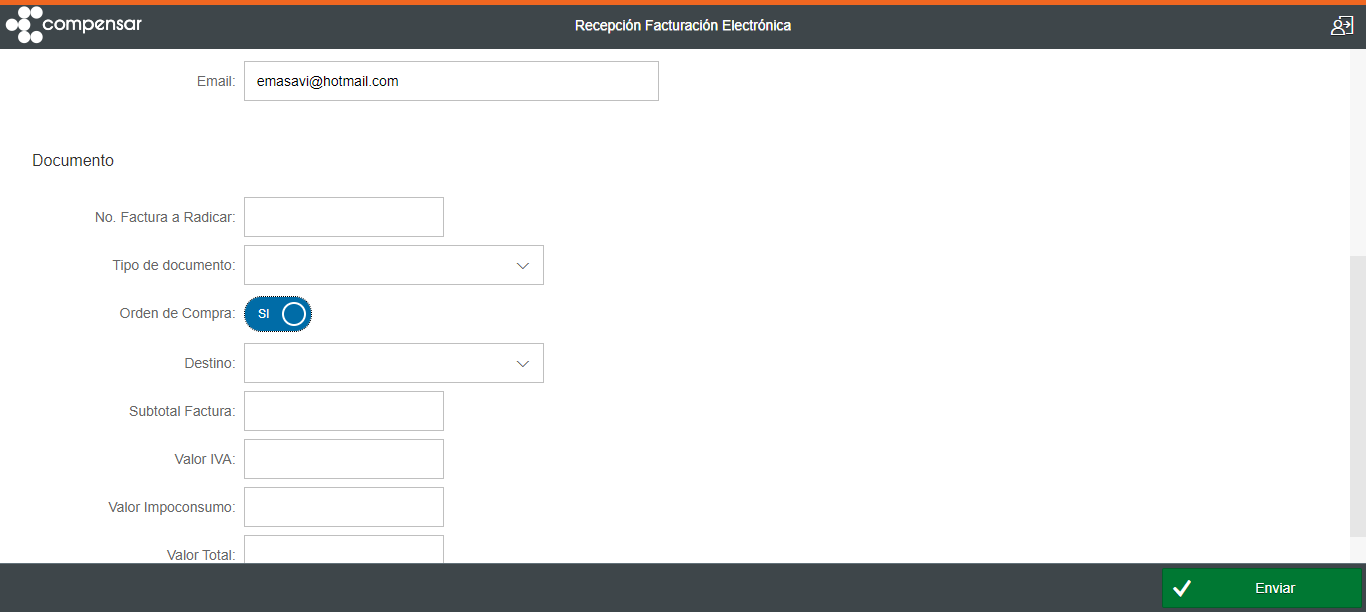 compensar
Recepción Facturación Electrónica
Email: emasavi@hotmail.com
Documento
No. Factura a Radicar:
Tipo de documento:
Orden de Compra: SI
Destino:
Subtotal Factura:
Valor IVA:
Valor Impoconsumo:
Valor Total:
Enviar